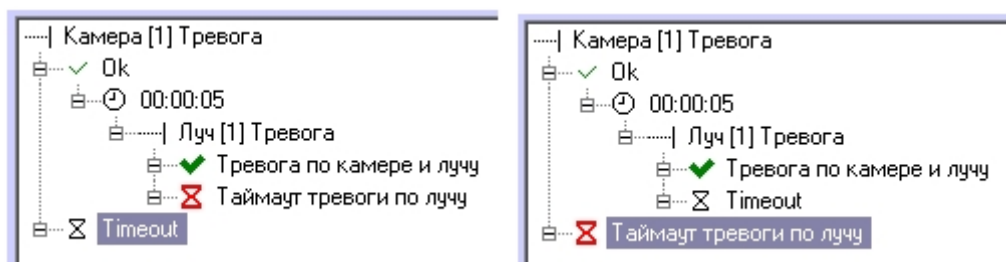 Камера [1] Тревога
Ok
00:00:05
Луч [1] Тревога
Тревога по камере и лучу
Таймаут тревоги по лучу
Timeout
Камера [1] Тревога
Ok
00:00:05
Луч [1] Тревога
Тревога по камере и лучу
Timeout
Таймаут тревоги по лучу